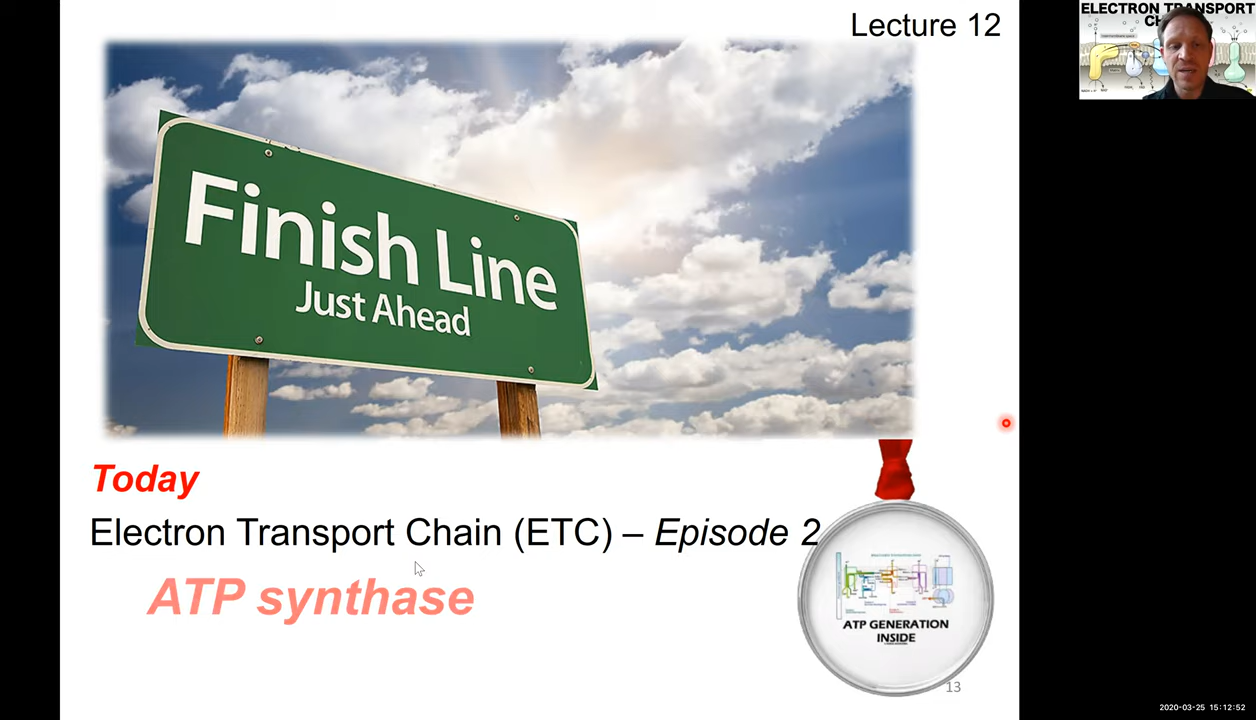 Lecture 12
ELECTRON TRANSPORT
Finish Line
Just Ahead
Today
Electron Transport Chain (ETC) – Episode 2
ATP synthase
ATP GENERATION
INSIDE
13
2020-03-25 15:12:52